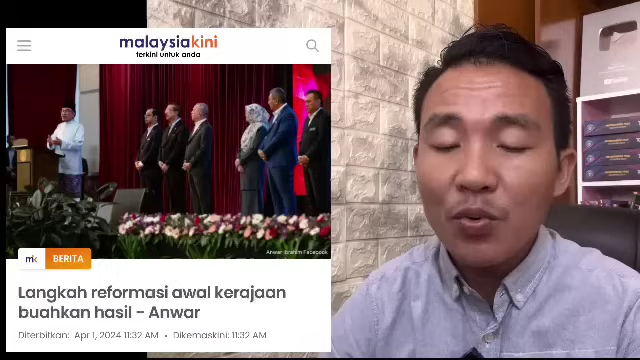 malaysiakini
terkini untuk anda
Anwar Ibrahim Facebook
mk BERITA
Langkah reformasi awal kerajaan
buahkan hasil - Anwar
Diterbitkan: Apr 1, 2024 11:32 AM • Dikemaskini: 11:32 AM